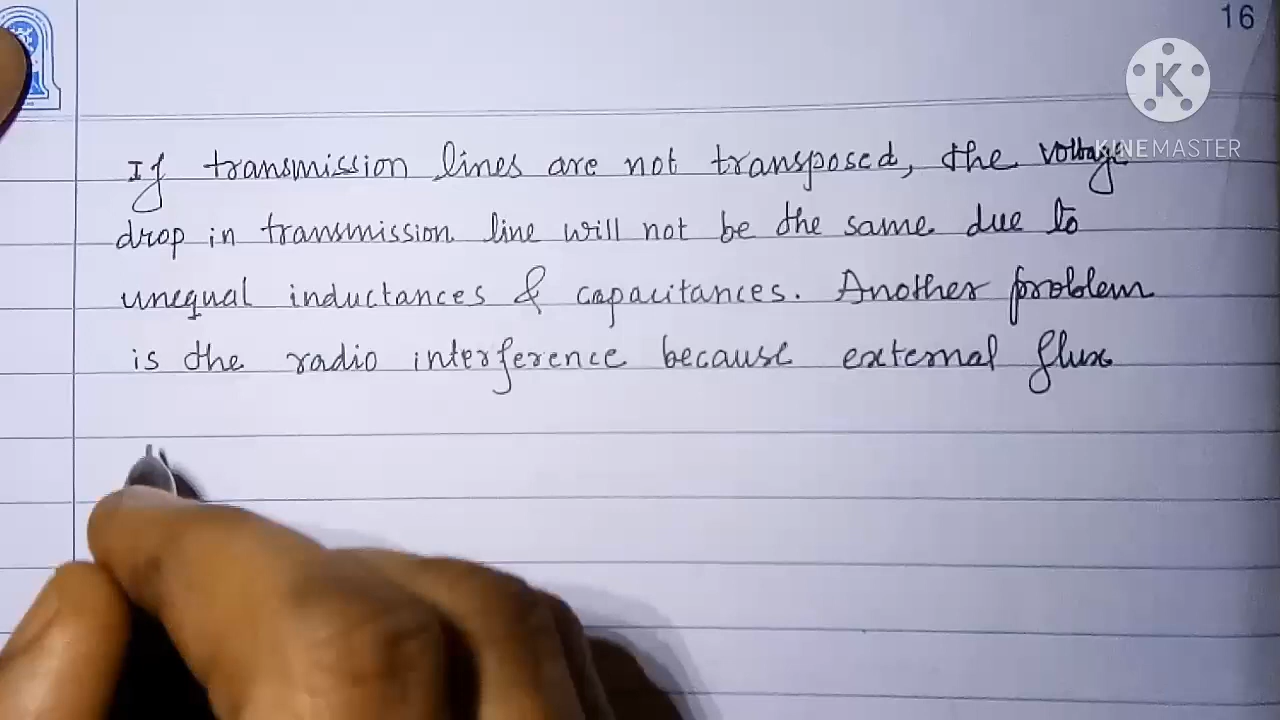 16
K
KINEMASTER
If transmission lines are not transposed, the voltage
drop in transmission line will not be the same due to
unequal inductances & capacitances. Another problem
is the radio interference because external flux